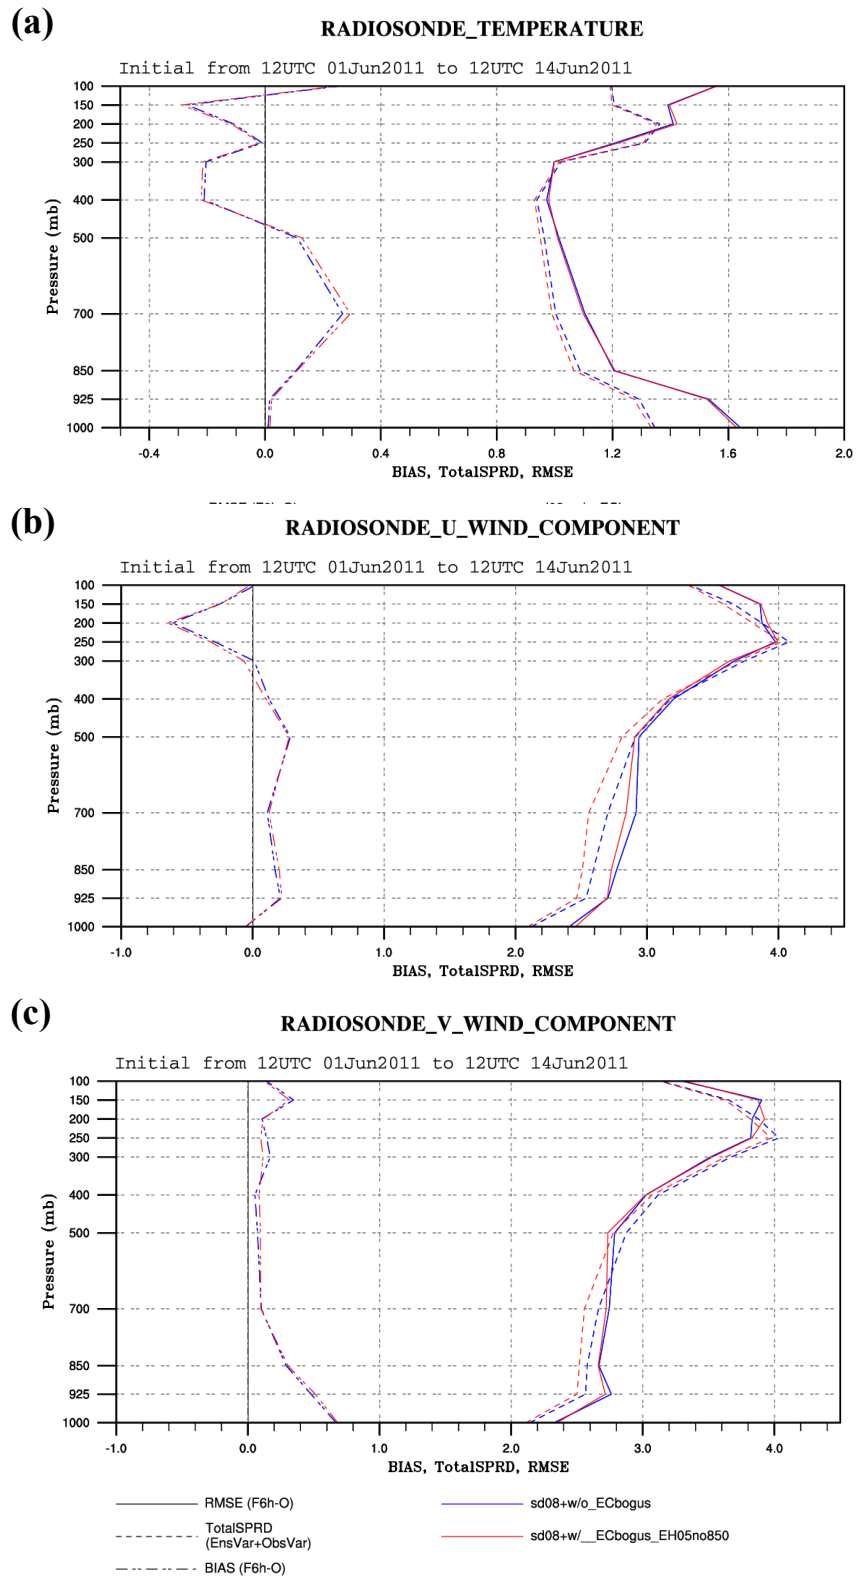 (a)
RADIOSONDE_TEMPERATURE
Initial from 12UTC 01Jun2011 to 12UTC 14Jun2011
100
150
200
250
300
400
500
700
850
925
1000
Pressure (mb)
-0.4 0.0 0.4 0.8 1.2 1.6 2.0
BIAS, TotalSPRD, RMSE
(b)
RADIOSONDE_U_WIND_COMPONENT
Initial from 12UTC 01Jun2011 to 12UTC 14Jun2011
100
150
200
250
300
400
500
700
850
925
1000
Pressure (mb)
-1.0 0.0 1.0 2.0 3.0 4.0
BIAS, TotalSPRD, RMSE
(c)
RADIOSONDE_V_WIND_COMPONENT
Initial from 12UTC 01Jun2011 to 12UTC 14Jun2011
100
150
200
250
300
400
500
700
850
925
1000
Pressure (mb)
-1.0 0.0 1.0 2.0 3.0 4.0
BIAS, TotalSPRD, RMSE
RMSE (F6h-O) sd08+w/o_ECbogus
TotalSPRD
(EnsVar+ObsVar) sd08+w/__ECbogus_EH05no850
BIAS (F6h-O)